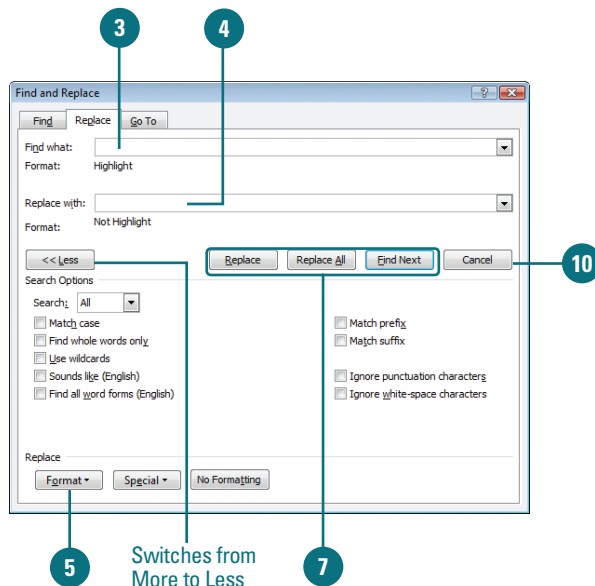 3
4
Find and Replace
Find
Replace
Go To
Find what:
Format: Highlight
Replace with:
Format: Not Highlight
<< Less
Replace
Replace All
Find Next
Cancel
10
Search Options
Search: All
Match case
Find whole words only
Use wildcards
Sounds like (English)
Find all word forms (English)
Match prefix
Match suffix
Ignore punctuation characters
Ignore white-space characters
Replace
Format
Special
No Formatting
5
Switches from
More to Less
7